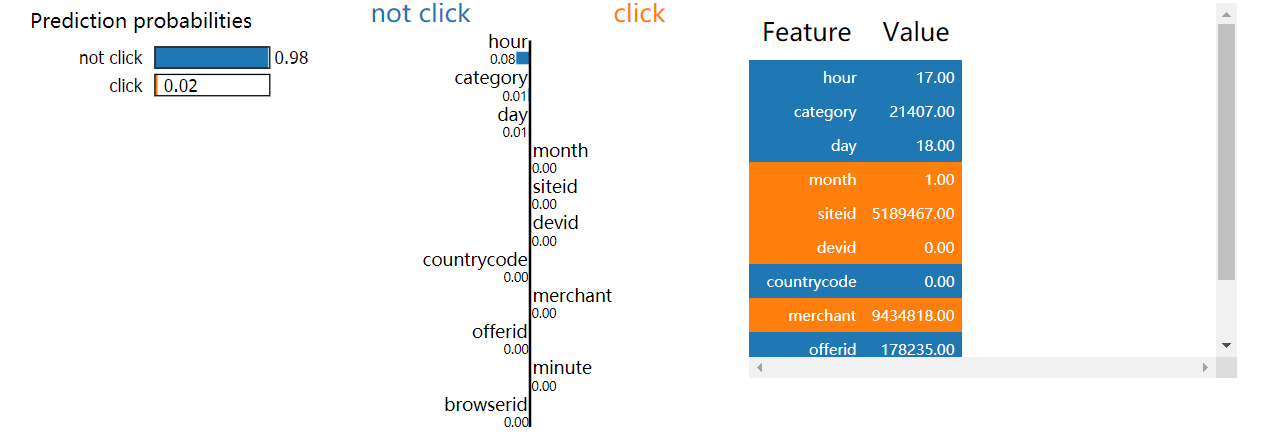 Prediction probabilities
not click 0.98
click 0.02
not click click
hour
0.08
category
0.01
day
0.01
month
0.00
siteid
0.00
devid
0.00
countrycode
0.00
merchant
0.00
offerid
0.00
minute
0.00
browserid
0.00
Feature Value
hour 17.00
category 21407.00
day 18.00
month 1.00
siteid 5189467.00
devid 0.00
countrycode 0.00
merchant 9434818.00
offerid 178235.00